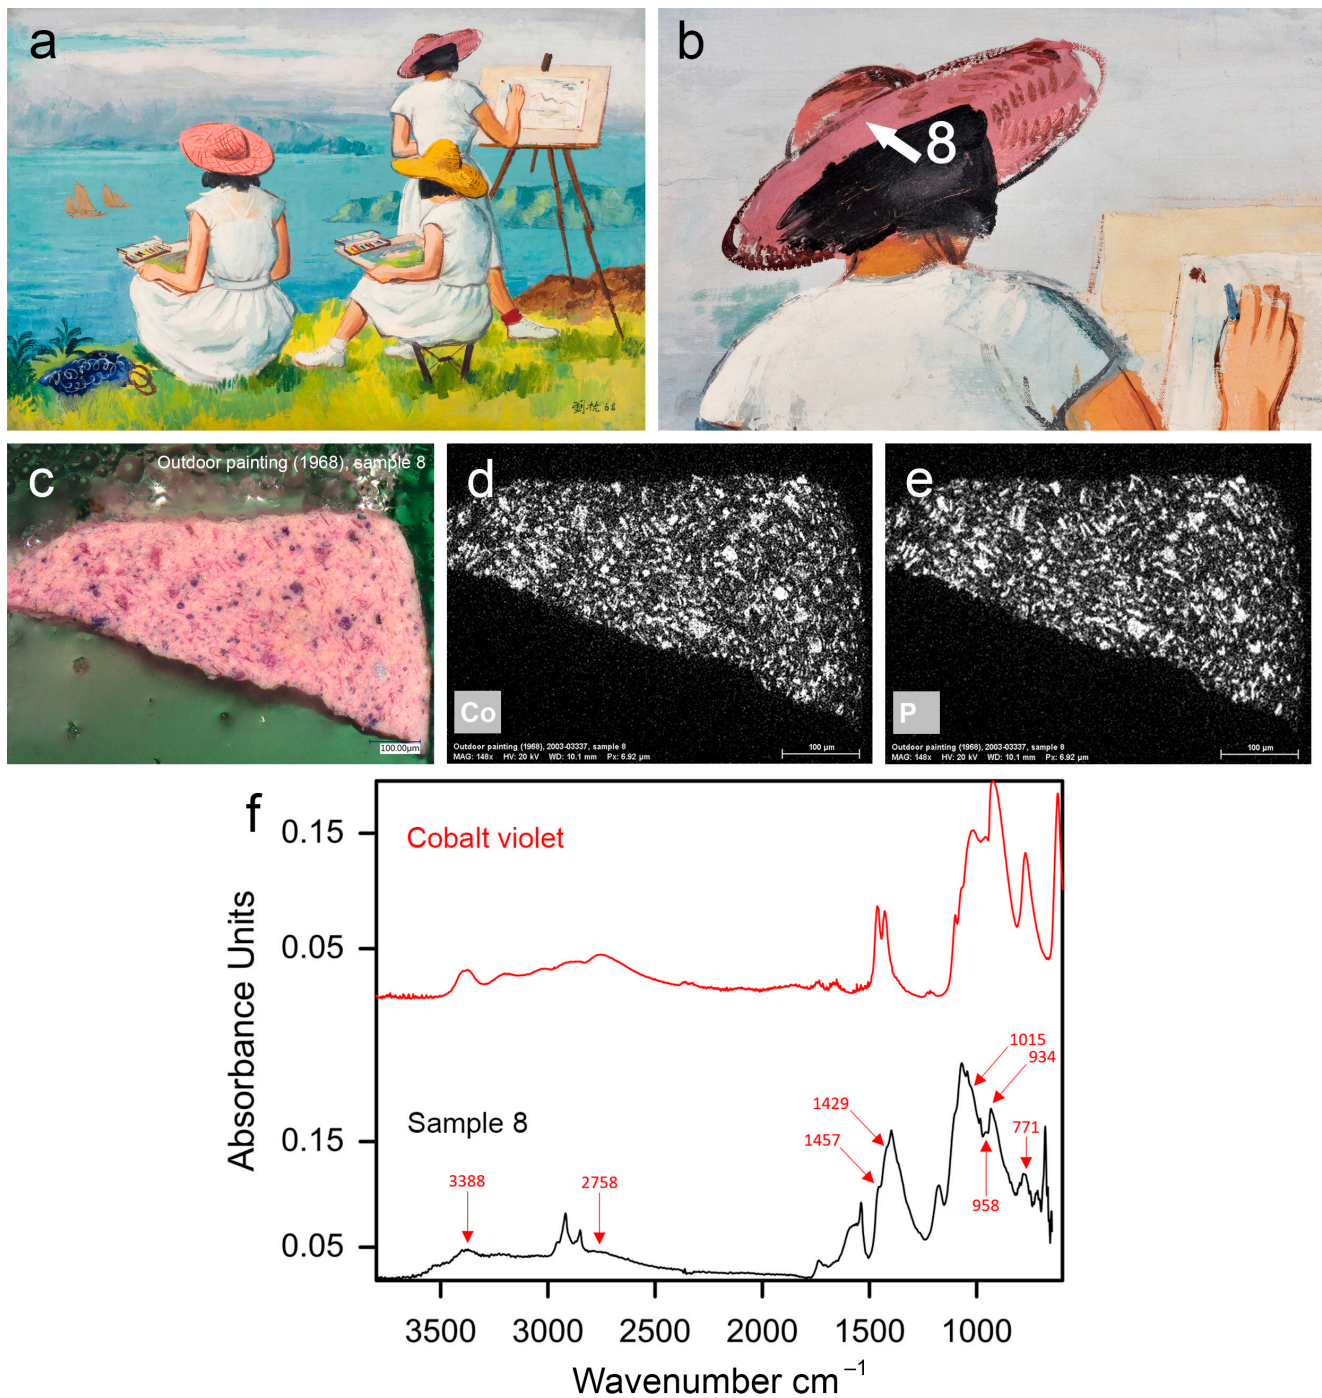 a
b
劉抗 68
8
c
Outdoor painting (1968), sample 8
100.00µm
d
Co
Outdoor painting (1968), 2003-03337, sample 8
MAG: 148x HV: 20 kV WD: 10.1 mm Px: 6.92 µm
100 µm
e
P
Outdoor painting (1968), 2003-03337, sample 8
MAG: 148x HV: 20 kV WD: 10.1 mm Px: 6.92 µm
100 µm
f
Absorbance Units
0.15
0.05
0.15
0.05
Cobalt violet
Sample 8
3388
2758
1429
1457
1015
934
958
771
3500 3000 2500 2000 1500 1000
Wavenumber cm⁻¹